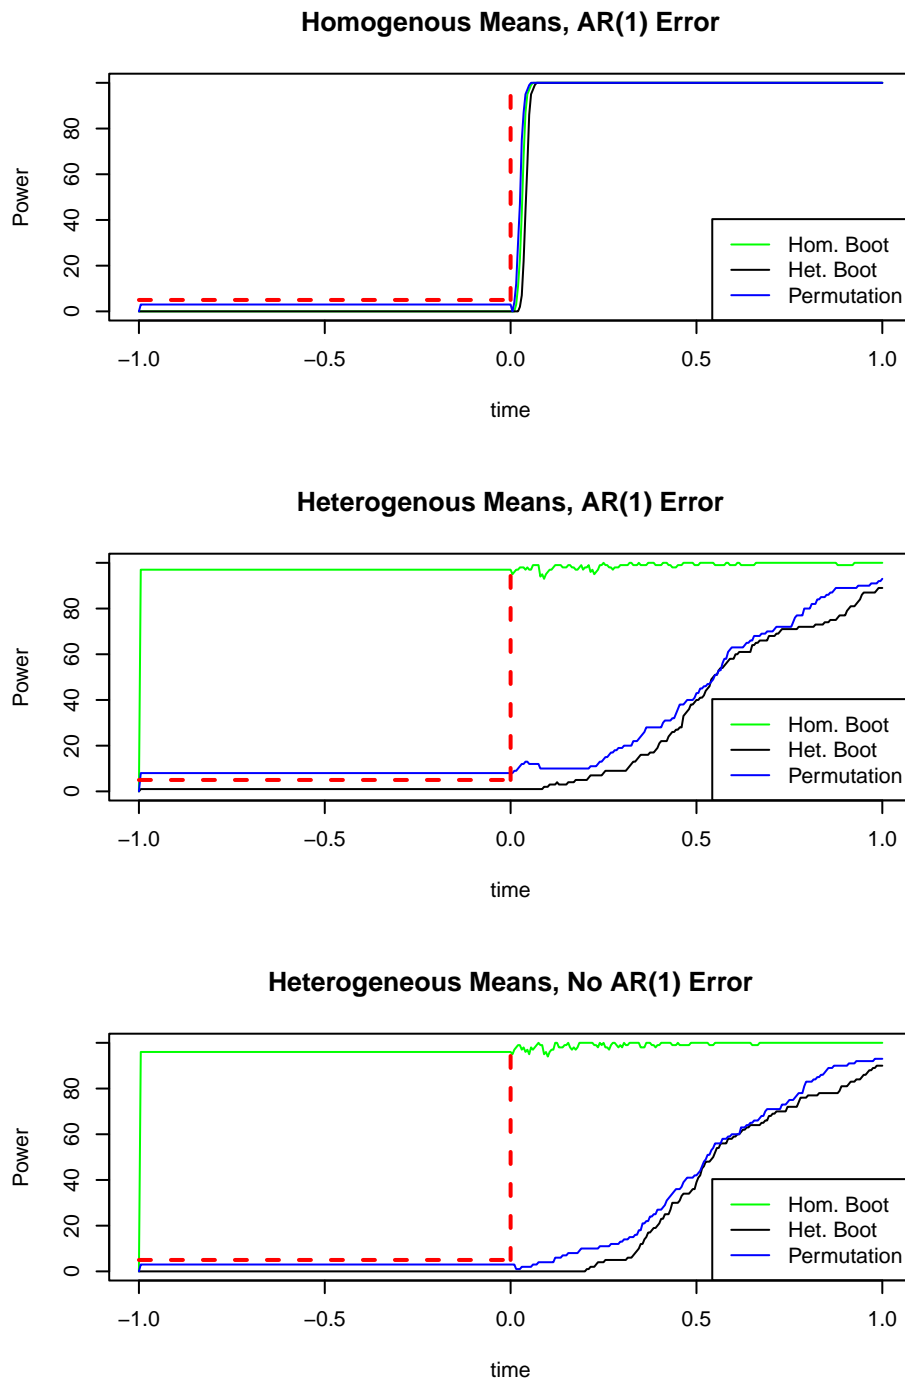 Homogenous Means, AR(1) Error
Power
0 20 40 60 80
−1.0 −0.5 0.0 0.5 1.0
time
Hom. Boot
Het. Boot
Permutation
Heterogenous Means, AR(1) Error
Power
0 20 40 60 80
−1.0 −0.5 0.0 0.5 1.0
time
Hom. Boot
Het. Boot
Permutation
Heterogeneous Means, No AR(1) Error
Power
0 20 40 60 80
−1.0 −0.5 0.0 0.5 1.0
time
Hom. Boot
Het. Boot
Permutation